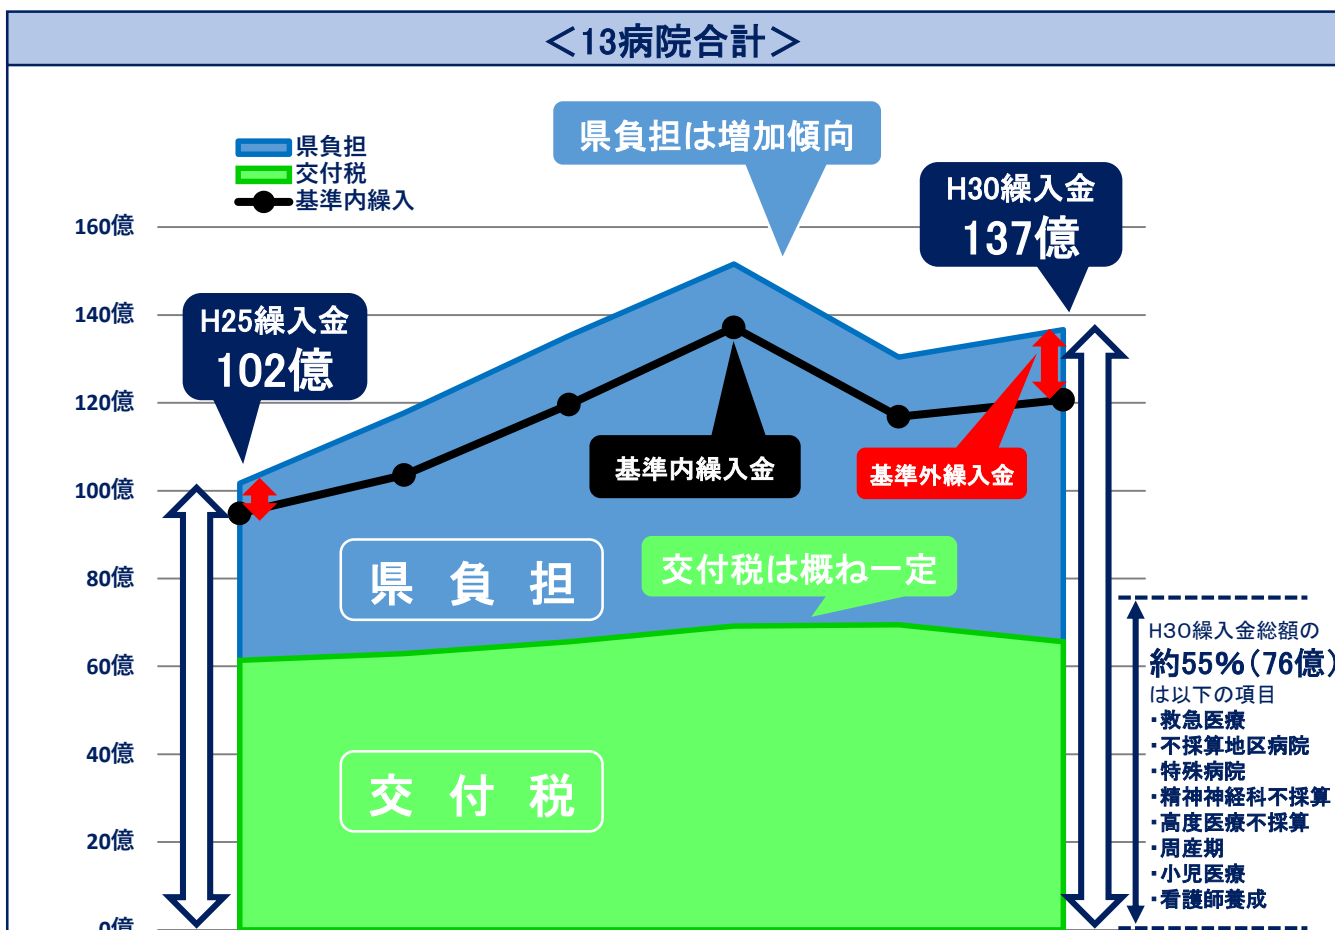 ＜13病院合計＞
県負担
交付税
基準内繰入
県負担は増加傾向
H30繰入金
137億
H25繰入金
102億
160億
140億
120億
100億
80億
60億
40億
20億
0億
基準内繰入金
基準外繰入金
交付税は概ね一定
県負担
交付税
H30繰入金総額の
約55%（76億）
は以下の項目
・救急医療
・不採算地区病院
・特殊病院
・精神神経科不採算
・高度医療不採算
・周産期
・小児医療
・看護師養成